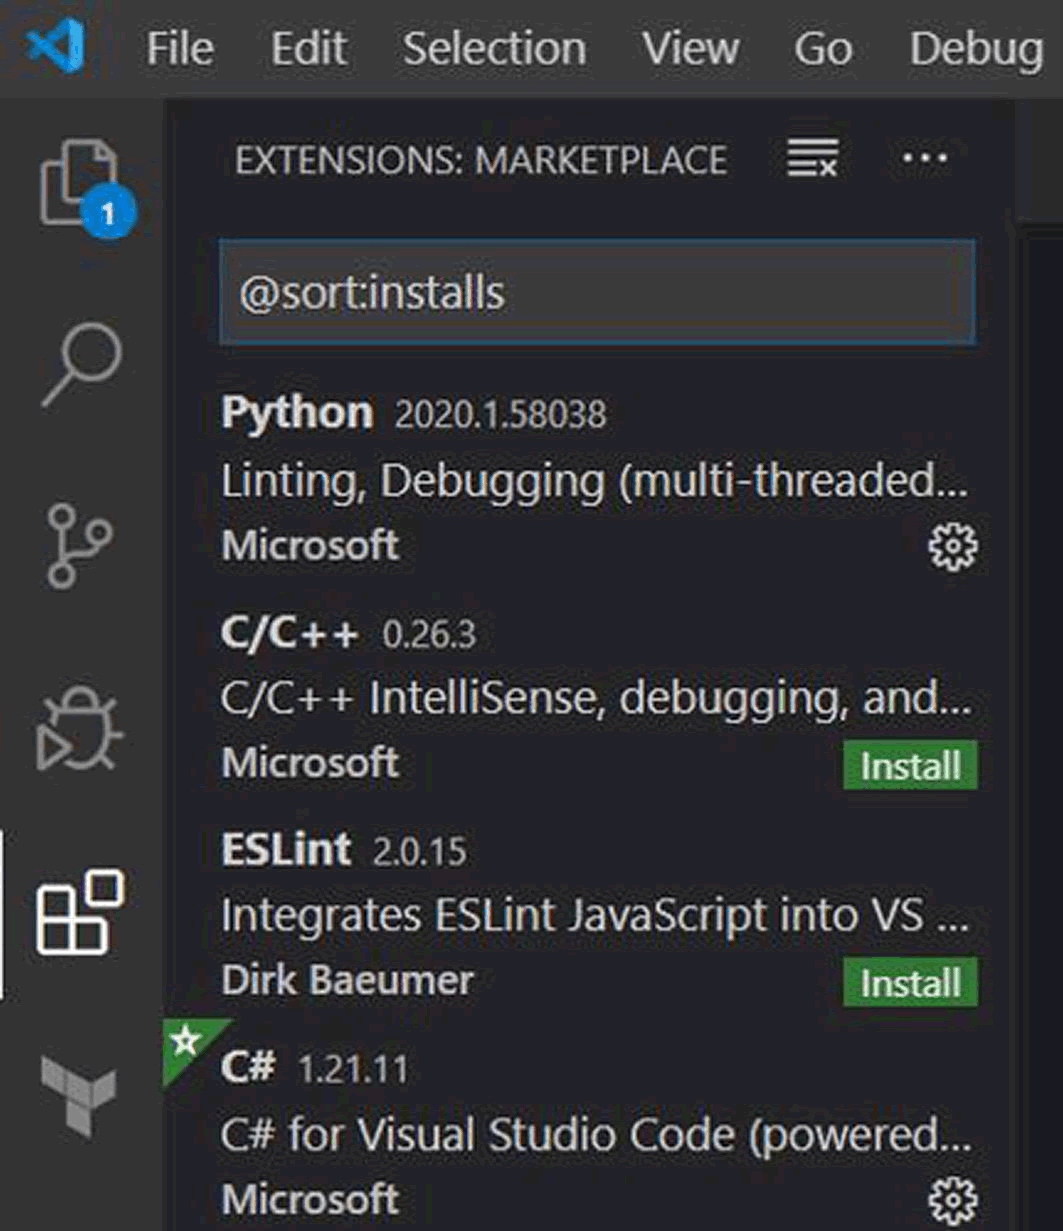 File Edit Selection View Go Debug
EXTENSIONS: MARKETPLACE
1
@sort:installs
Python 2020.1.58038
Linting, Debugging (multi-threaded...
Microsoft
C/C++ 0.26.3
C/C++ IntelliSense, debugging, and...
Microsoft Install
ESLint 2.0.15
Integrates ESLint JavaScript into VS ...
Dirk Baeumer Install
C# 1.21.11
C# for Visual Studio Code (powered...
Microsoft